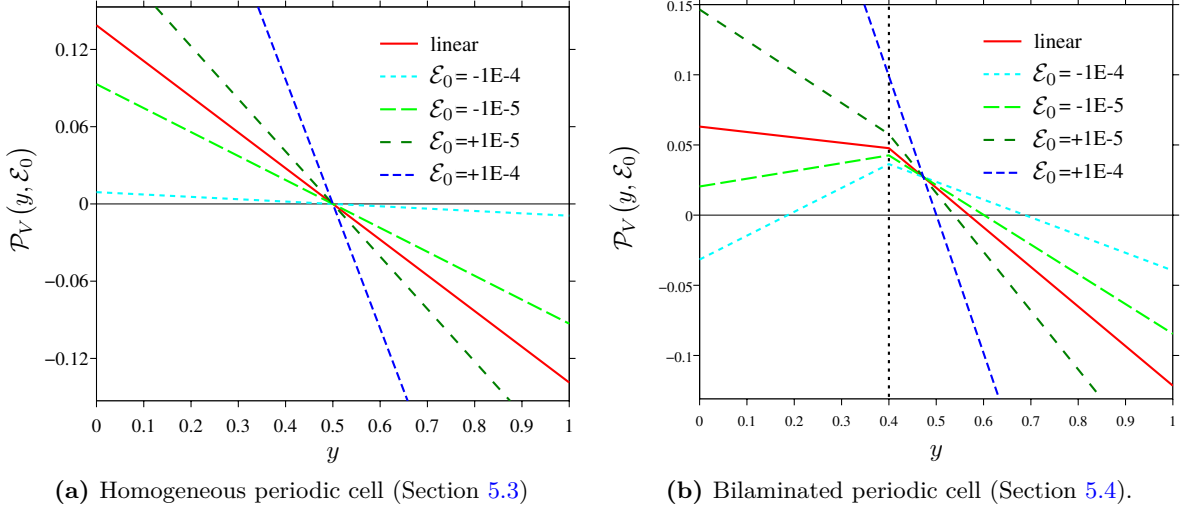 0.12
0.06
0
−0.06
−0.12
𝒫_V (y, ℰ_0)
0 0.1 0.2 0.3 0.4 0.5 0.6 0.7 0.8 0.9 1
y
linear
ℰ_0 = -1E-4
ℰ_0 = -1E-5
ℰ_0 = +1E-5
ℰ_0 = +1E-4
(a) Homogeneous periodic cell (Section 5.3)
0.15
0.1
0.05
0
−0.05
−0.1
𝒫_V (y, ℰ_0)
0 0.1 0.2 0.3 0.4 0.5 0.6 0.7 0.8 0.9 1
y
linear
ℰ_0 = -1E-4
ℰ_0 = -1E-5
ℰ_0 = +1E-5
ℰ_0 = +1E-4
(b) Bilaminated periodic cell (Section 5.4).